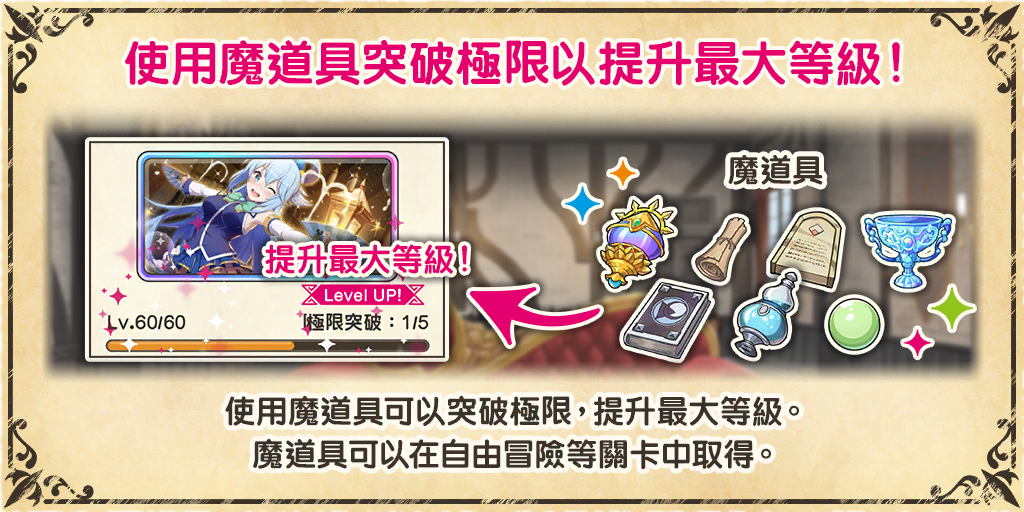 使用魔道具突破極限以提升最大等級！
魔道具
提升最大等級！
Level UP!
Lv.60/60
極限突破：1/5
使用魔道具可以突破極限，提升最大等級。
魔道具可以在自由冒險等關卡中取得。